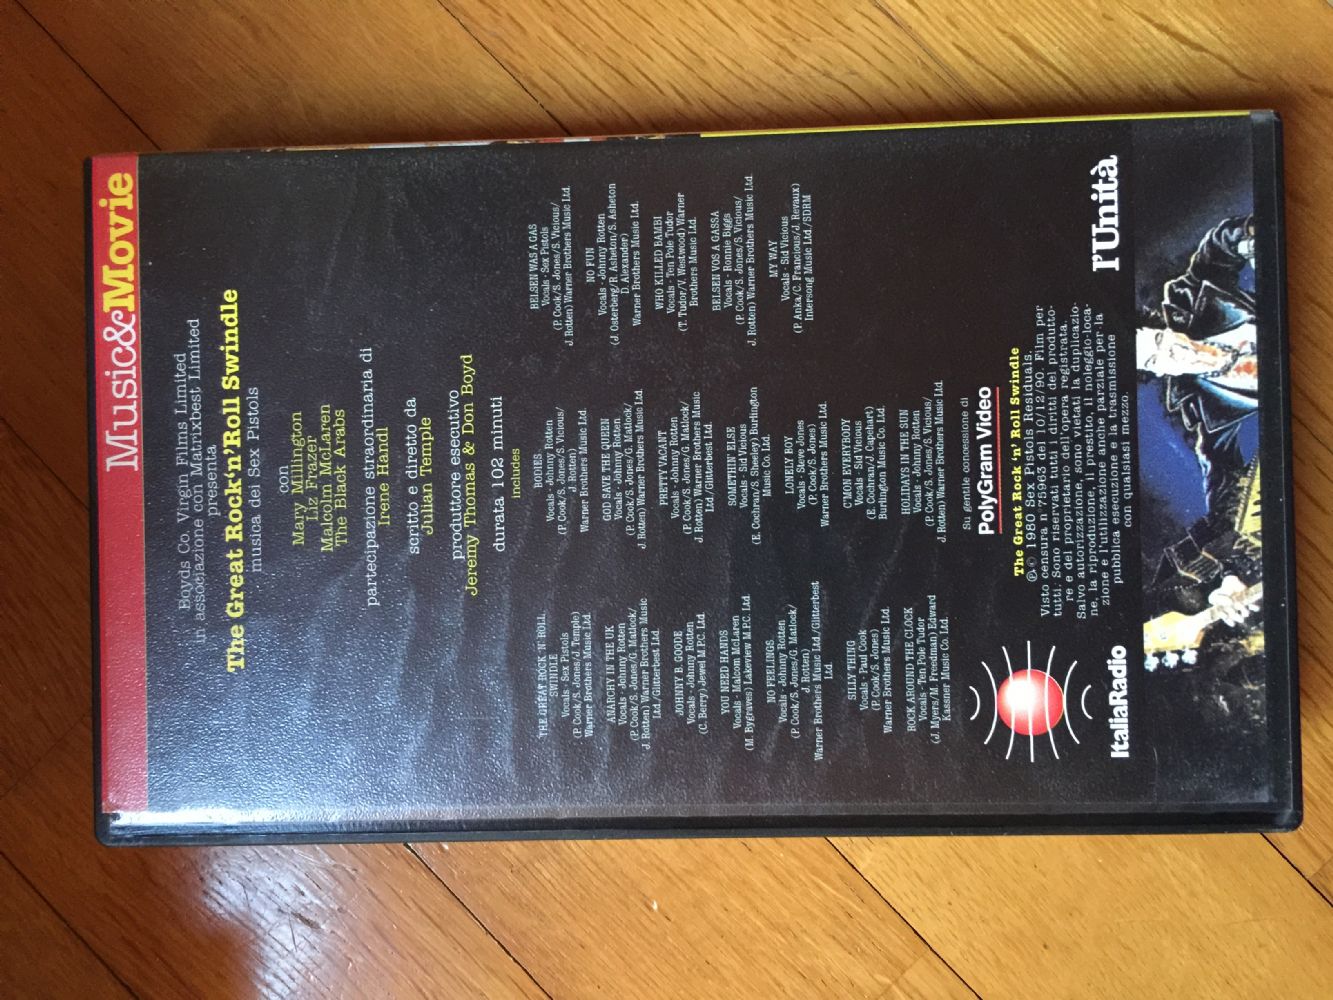 Music&Movie
Boyds Co. Virgin Films Limited
in associazione con Matrixbest Limited
presenta
The Great Rock'n'Roll Swindle
musica dei Sex Pistols
con
Mary Millington
Liz Frazer
Malcolm McLaren
The Black Arabs
partecipazione straordinaria di
Irene Handl
scritto e diretto da
Julian Temple
produttore esecutivo
Jeremy Thomas & Don Boyd
durata 102 minuti
includes
THE GREAT ROCK 'N' ROLL
SWINDLE
Vocals - Sex Pistols
(P. Cook/S. Jones/J. Temple)
Warner Brothers Music Ltd.
ANARCHY IN THE UK
Vocals - Johnny Rotten
(P. Cook/S. Jones/G. Matlock/
J. Rotten) Warner Brothers Music
Ltd./Glitterbest Ltd.
JOHNNY B. GOODE
Vocals - Johnny Rotten
(C. Berry) Jewel M.P.C. Ltd.
YOU NEED HANDS
Vocals - Malcom McLaren
(M. Bygraves) Lakeview M.P.C. Ltd.
NO FEELINGS
Vocals - Johnny Rotten
(P. Cook/S. Jones/G. Matlock/
J. Rotten)
Warner Brothers Music Ltd./Glitterbest
Ltd.
SILLY THING
Vocals - Paul Cook
(P. Cook/S. Jones)
Warner Brothers Music Ltd.
ROCK AROUND THE CLOCK
Vocals - Ten Pole Tudor
(J. Myers/M. Freedman) Edward
Kassner Music Co. Ltd.
BODIES
Vocals - Johnny Rotten
(P. Cook/S. Jones/S. Vicious/
J. Rotten)
Warner Brothers Music Ltd.
GOD SAVE THE QUEEN
Vocals - Johnny Rotten
(P. Cook/S. Jones/G. Matlock/
J. Rotten) Warner Brothers Music Ltd.
PRETTY VACANT
Vocals - Johnny Rotten
(P. Cook/S. Jones/G. Matlock/
J. Rotten) Warner Brothers Music
Ltd./Glitterbest Ltd.
SOMETHIN' ELSE
Vocals - Sid Vicious
(E. Cochran/S. Sheeley) Burlington
Music Co. Ltd.
LONELY BOY
Vocals - Steve Jones
(P. Cook/S. Jones)
Warner Brothers Music Ltd.
C'MON EVERYBODY
Vocals - Sid Vicious
(E. Cochran/J. Capehart)
Burlington Music Co. Ltd.
HOLIDAYS IN THE SUN
Vocals - Johnny Rotten
(P. Cook/S. Jones/S. Vicious/
J. Rotten) Warner Brothers Music Ltd.
BELSEN WAS A GAS
Vocals - Sex Pistols
(P. Cook/S. Jones/S. Vicious/
J. Rotten) Warner Brothers Music Ltd.
NO FUN
Vocals - Johnny Rotten
(J. Osterberg/R. Asheton/S. Asheton
D. Alexander)
Warner Brothers Music Ltd.
WHO KILLED BAMBI
Vocals - Ten Pole Tudor
(T. Tudor/V. Westwood) Warner
Brothers Music Ltd.
BELSEN VOS A GASSA
Vocals - Ronnie Biggs
(P. Cook/S. Jones/S. Vicious/
J. Rotten) Warner Brothers Music Ltd.
MY WAY
Vocals - Sid Vicious
(P. Anka/C. Francious/J. Revaux)
Intersong Music Ltd./SDRM
Su gentile concessione di
PolyGram Video
The Great Rock 'n' Roll Swindle
℗.© 1980 Sex Pistols Residuals.
Visto censura n°75963 del 10/12/90. Film per
tutti. Sono riservati tutti i diritti del produtto-
re e del proprietario dell'opera registrata.
Salvo autorizzazione, sono vietati la duplicazio-
ne, la riproduzione, il prestito, il noleggio-loca-
zione e l'utilizzazione anche parziale per la
pubblica esecuzione e la trasmissione
con qualsiasi mezzo.
ItaliaRadio
l'Unità